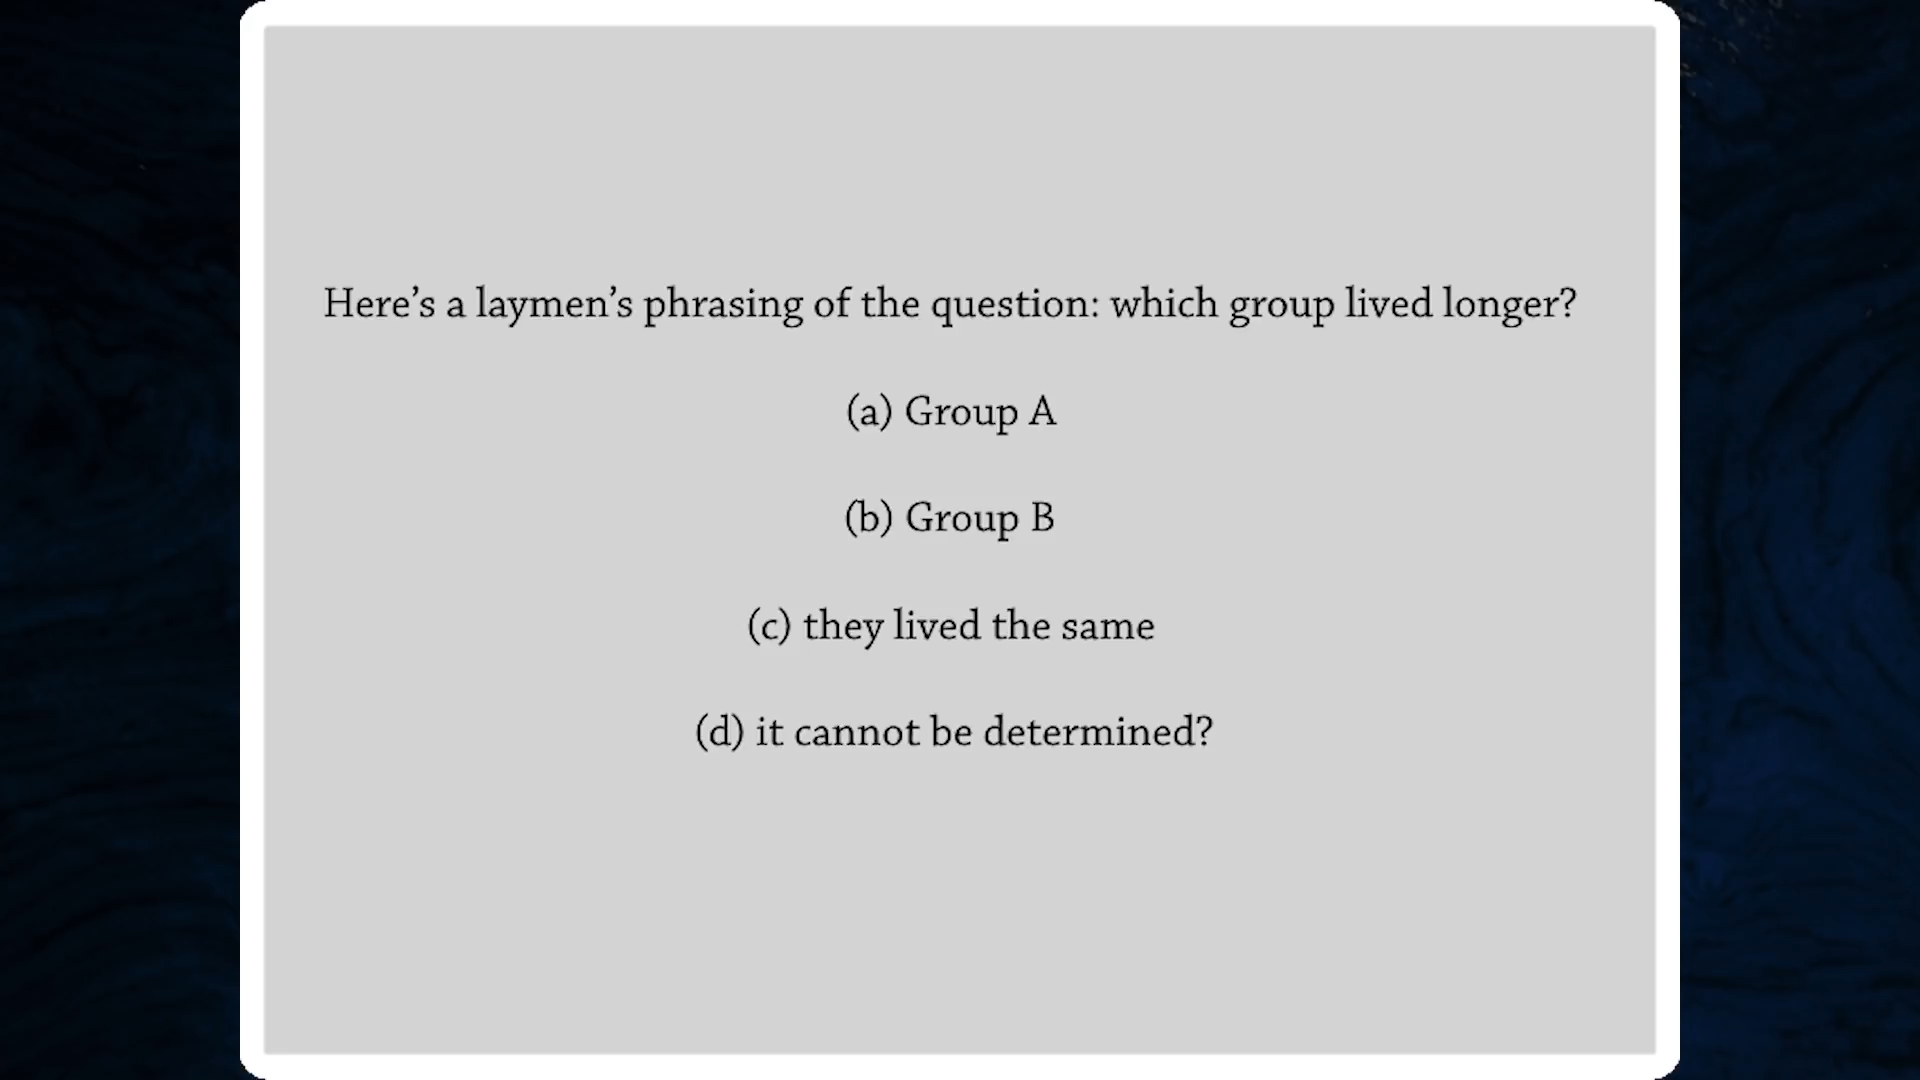 Here’s a laymen’s phrasing of the question: which group lived longer?
(a) Group A
(b) Group B
(c) they lived the same
(d) it cannot be determined?